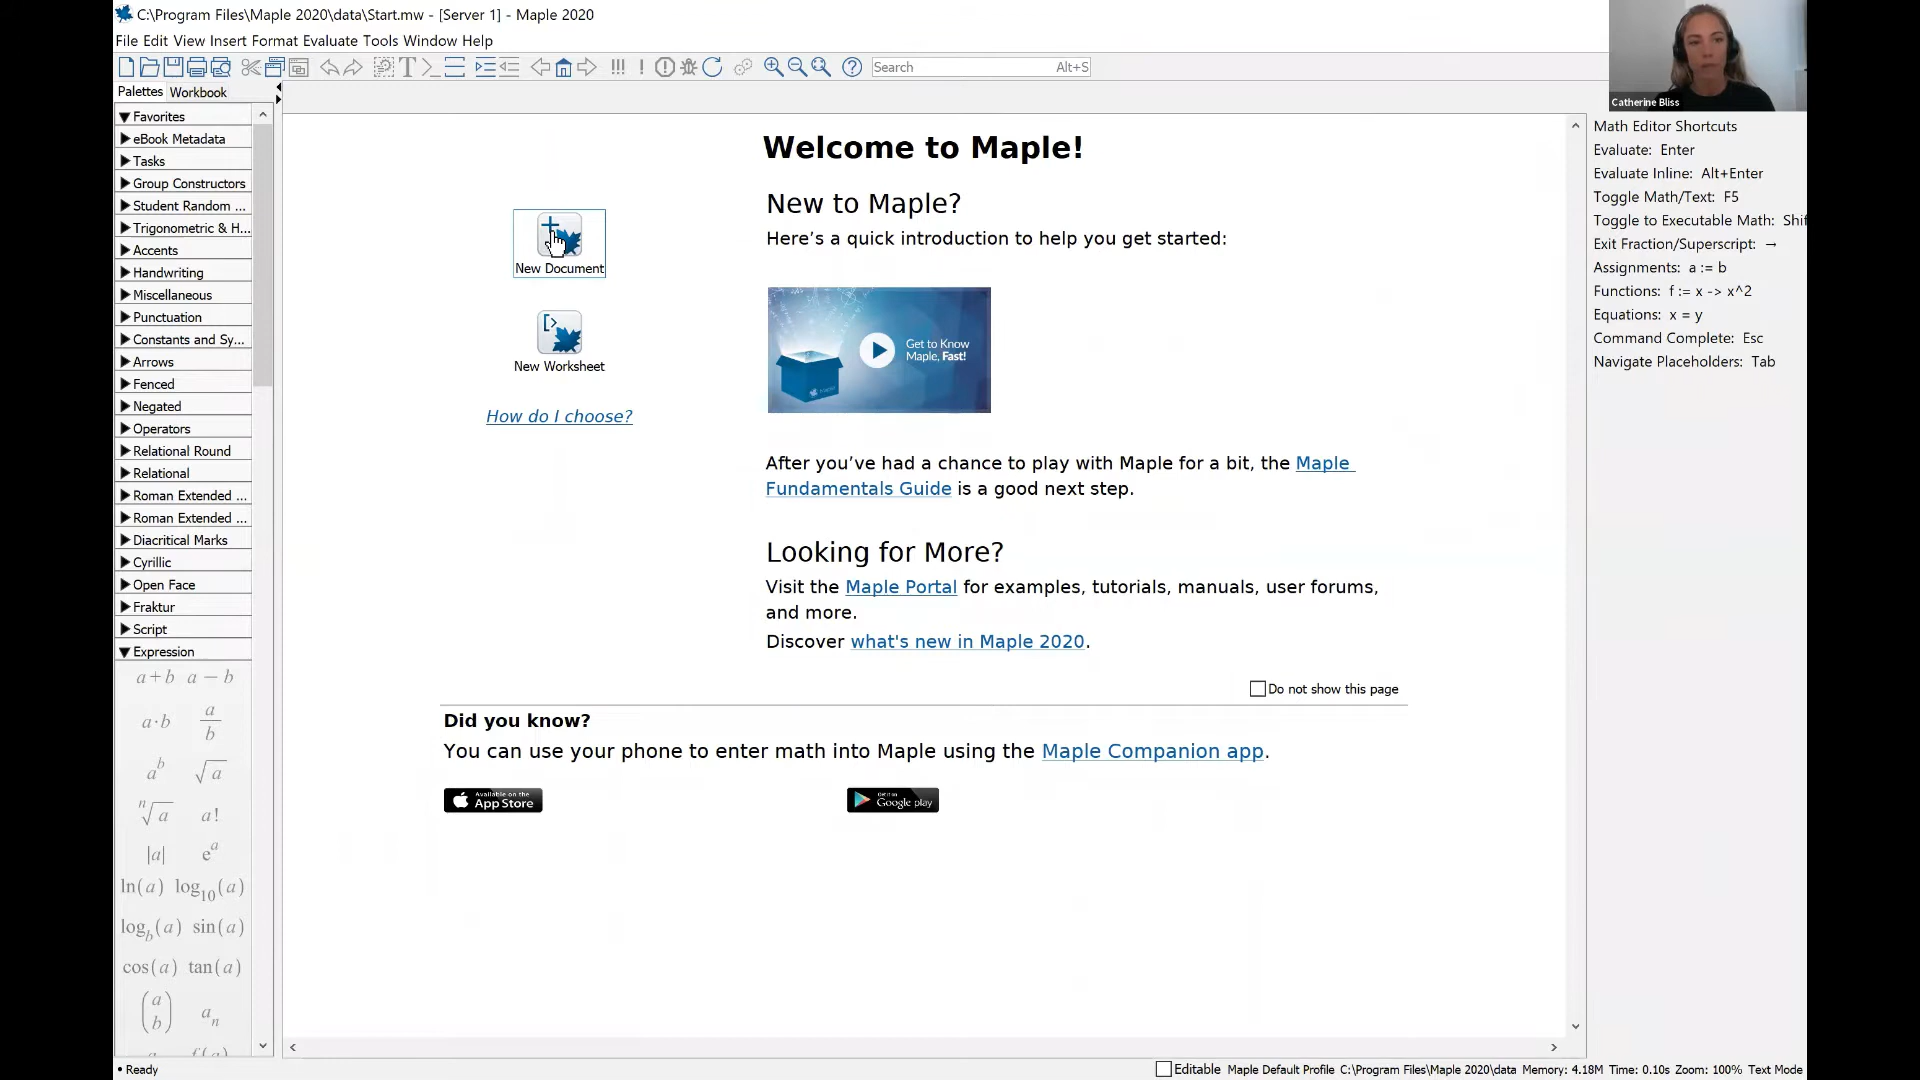 C:\Program Files\Maple 2020\data\Start.mw - [Server 1] - Maple 2020
File Edit View Insert Format Evaluate Tools Window Help
Search Alt+S
Catherine Bliss
Palettes Workbook
Favorites
eBook Metadata
Tasks
Group Constructors
Student Random ...
Trigonometric & H...
Accents
Handwriting
Miscellaneous
Punctuation
Constants and Sy...
Arrows
Fenced
Negated
Operators
Relational Round
Relational
Roman Extended ...
Roman Extended ...
Diacritical Marks
Cyrillic
Open Face
Fraktur
Script
Expression
a+b a−b
a·b a/b
a^b √a
ⁿ√a a!
|a| e^a
ln(a) log₁₀(a)
log_b(a) sin(a)
cos(a) tan(a)
(a b) a_n
New Document
New Worksheet
How do I choose?
Welcome to Maple!
New to Maple?
Here’s a quick introduction to help you get started:
Get to Know
Maple, Fast!
After you’ve had a chance to play with Maple for a bit, the Maple
Fundamentals Guide is a good next step.
Looking for More?
Visit the Maple Portal for examples, tutorials, manuals, user forums,
and more.
Discover what's new in Maple 2020.
Do not show this page
Did you know?
You can use your phone to enter math into Maple using the Maple Companion app.
Available on the
App Store
Get it on
Google play
Math Editor Shortcuts
Evaluate: Enter
Evaluate Inline: Alt+Enter
Toggle Math/Text: F5
Toggle to Executable Math: Shif
Exit Fraction/Superscript: →
Assignments: a := b
Functions: f := x -> x^2
Equations: x = y
Command Complete: Esc
Navigate Placeholders: Tab
Ready
Editable Maple Default Profile C:\Program Files\Maple 2020\data Memory: 4.18M Time: 0.10s Zoom: 100% Text Mode